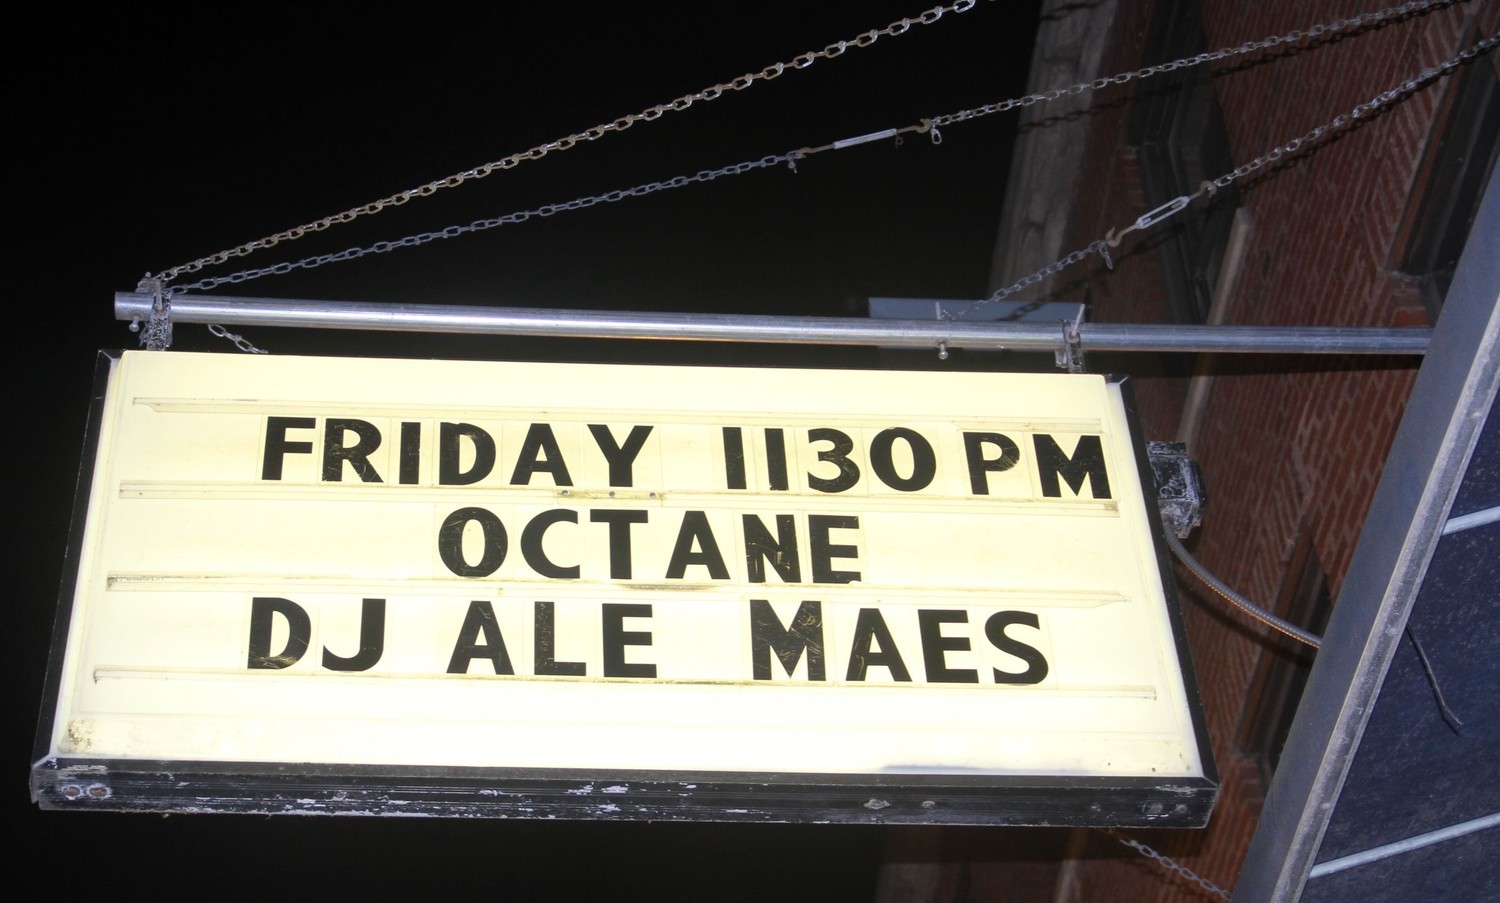 FRIDAY 1130 PM
OCTANE
DJ ALE MAES